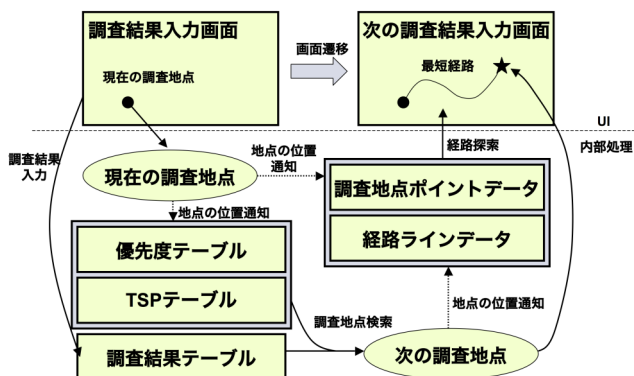 調査結果入力画面
現在の調査地点
画面遷移
次の調査結果入力画面
最短経路
UI
内部処理
調査結果
入力
現在の調査地点
地点の位置
通知
経路探索
調査地点ポイントデータ
経路ラインデータ
地点の位置通知
優先度テーブル
TSPテーブル
調査結果テーブル
調査地点検索
地点の位置通知
次の調査地点